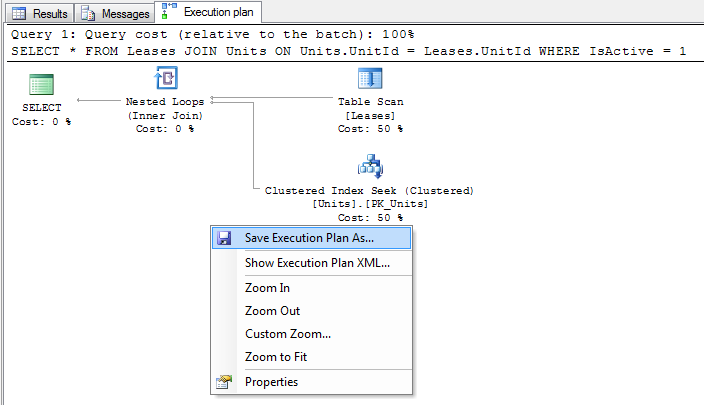 Results
Messages
Execution plan
Query 1: Query cost (relative to the batch): 100%
SELECT * FROM Leases JOIN Units ON Units.UnitId = Leases.UnitId WHERE IsActive = 1
SELECT
Cost: 0 %
Nested Loops
(Inner Join)
Cost: 0 %
Table Scan
[Leases]
Cost: 50 %
Clustered Index Seek (Clustered)
[Units].[PK_Units]
Cost: 50 %
Save Execution Plan As...
Show Execution Plan XML...
Zoom In
Zoom Out
Custom Zoom...
Zoom to Fit
Properties